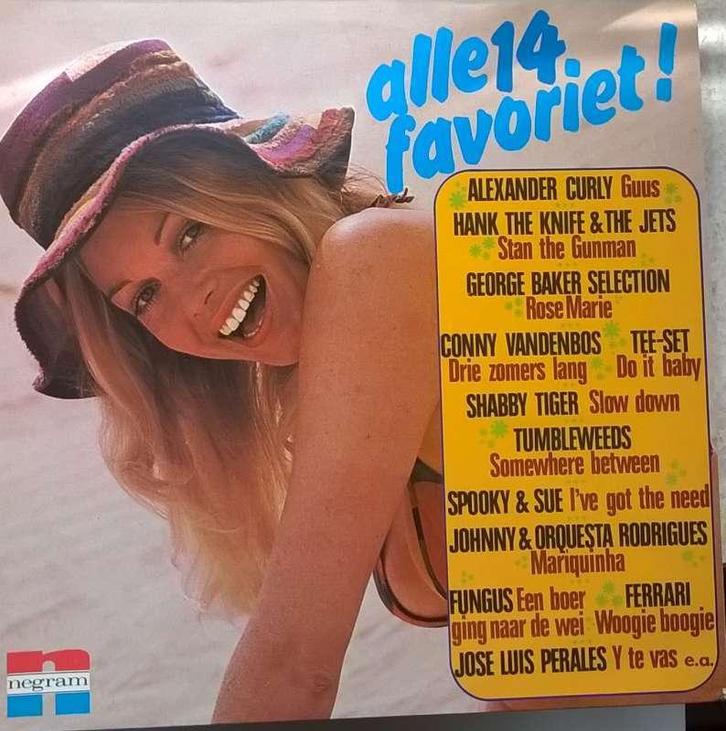 alle 14
favoriet!
ALEXANDER CURLY Guus
HANK THE KNIFE & THE JETS
Stan the Gunman
GEORGE BAKER SELECTION
Rose Marie
CONNY VANDENBOS TEE-SET
Drie zomers lang Do it baby
SHABBY TIGER Slow down
TUMBLEWEEDS
Somewhere between
SPOOKY & SUE I've got the need
JOHNNY & ORQUESTA RODRIGUES
Mariquinha
FUNGUS Een boer FERRARI
ging naar de wei Woogie boogie
JOSE LUIS PERALES Y te vas e.a.
n
negram